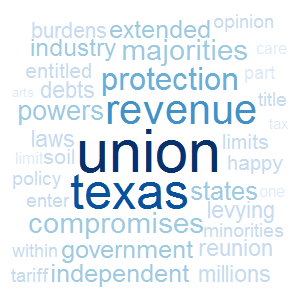 burdens extended opinion
industry majorities care
entitled protection part
arts debts title
powers revenue tax
laws union limits
limit soil happy
policy texas states one
enter levying
compromises minorities
within government reunion
tariff independent millions